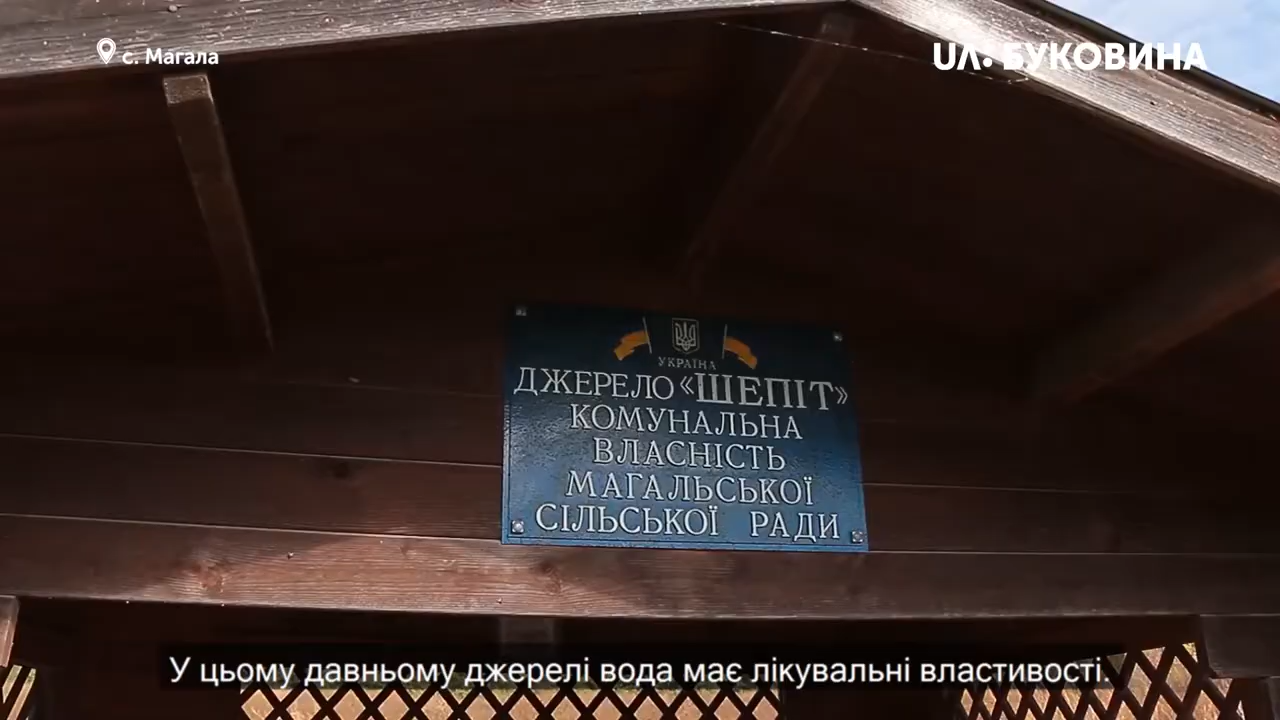 с. Магала
UA: БУКОВИНА
УКРАЇНА
ДЖЕРЕЛО «ШЕПІТ»
КОМУНАЛЬНА
ВЛАСНІСТЬ
МАГАЛЬСЬКОЇ
СІЛЬСЬКОЇ РАДИ
У цьому давньому джерелі вода має лікувальні властивості.